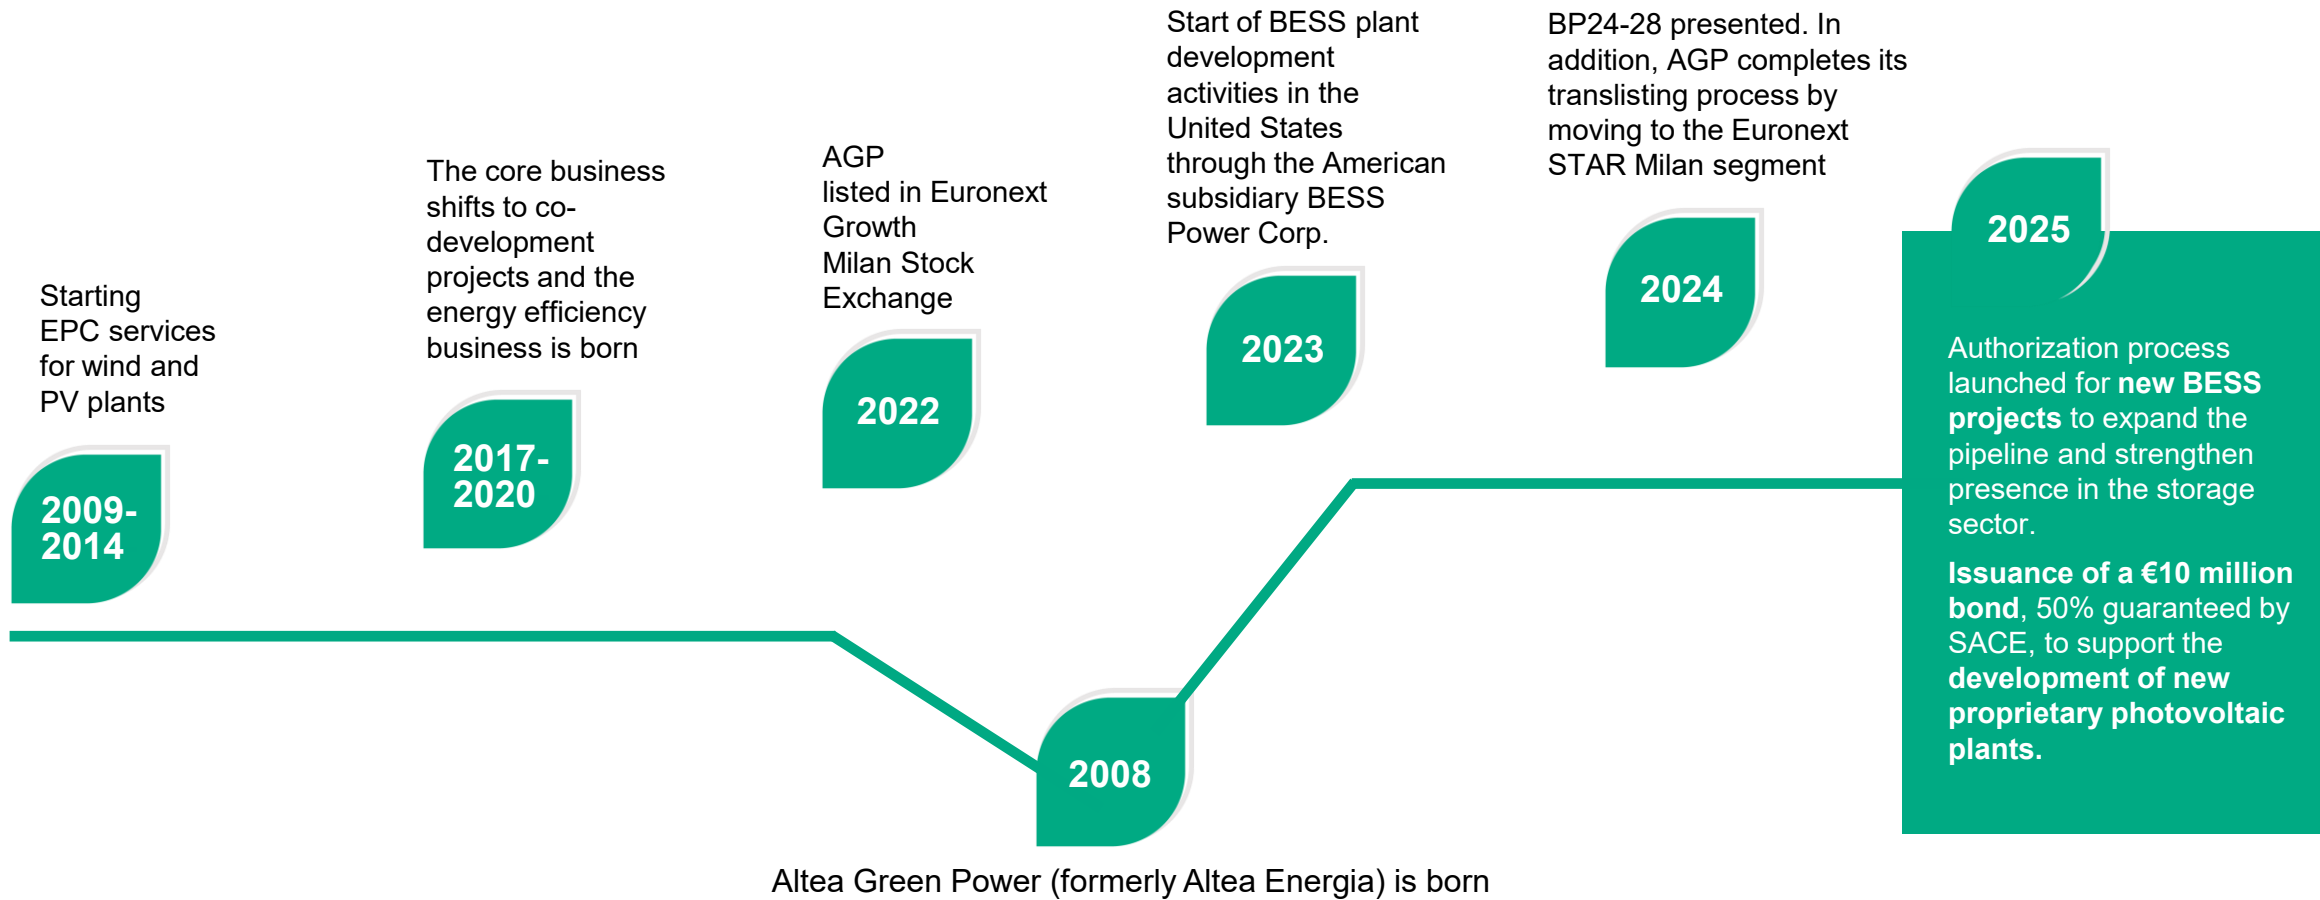 Starting
EPC services
for wind and
PV plants
2009-
2014
The core business
shifts to co-
development
projects and the
energy efficiency
business is born
2017-
2020
AGP
listed in Euronext
Growth
Milan Stock
Exchange
2022
Start of BESS plant
development
activities in the
United States
through the American
subsidiary BESS
Power Corp.
2023
BP24-28 presented. In
addition, AGP completes its
translisting process by
moving to the Euronext
STAR Milan segment
2024
2025
Authorization process
launched for new BESS
projects to expand the
pipeline and strengthen
presence in the storage
sector.
Issuance of a €10 million
bond, 50% guaranteed by
SACE, to support the
development of new
proprietary photovoltaic
plants.
2008
Altea Green Power (formerly Altea Energia) is born